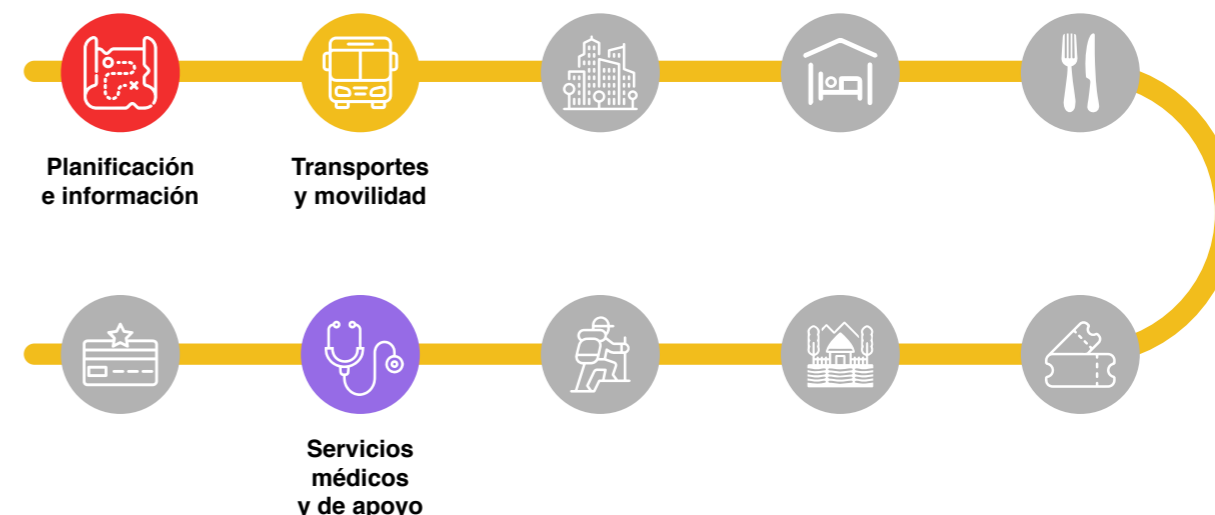 Planificación
e información
Transportes
y movilidad
Servicios
médicos
y de apoyo